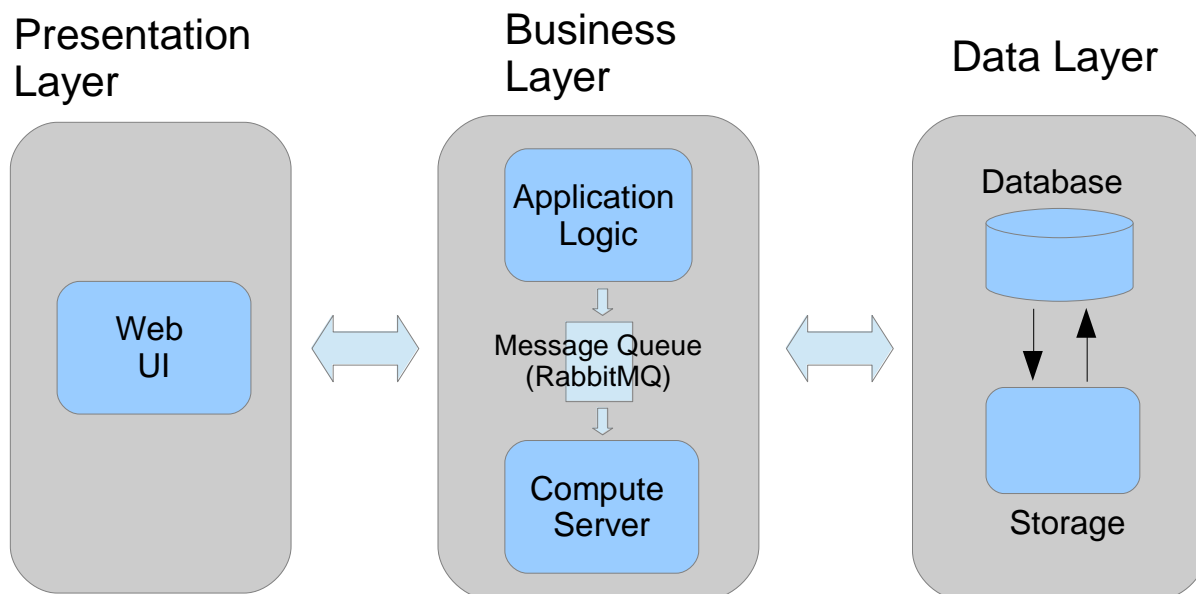 Presentation
Layer
Business
Layer
Data Layer
Web
UI
Application
Logic
Message Queue
(RabbitMQ)
Compute
Server
Database
Storage